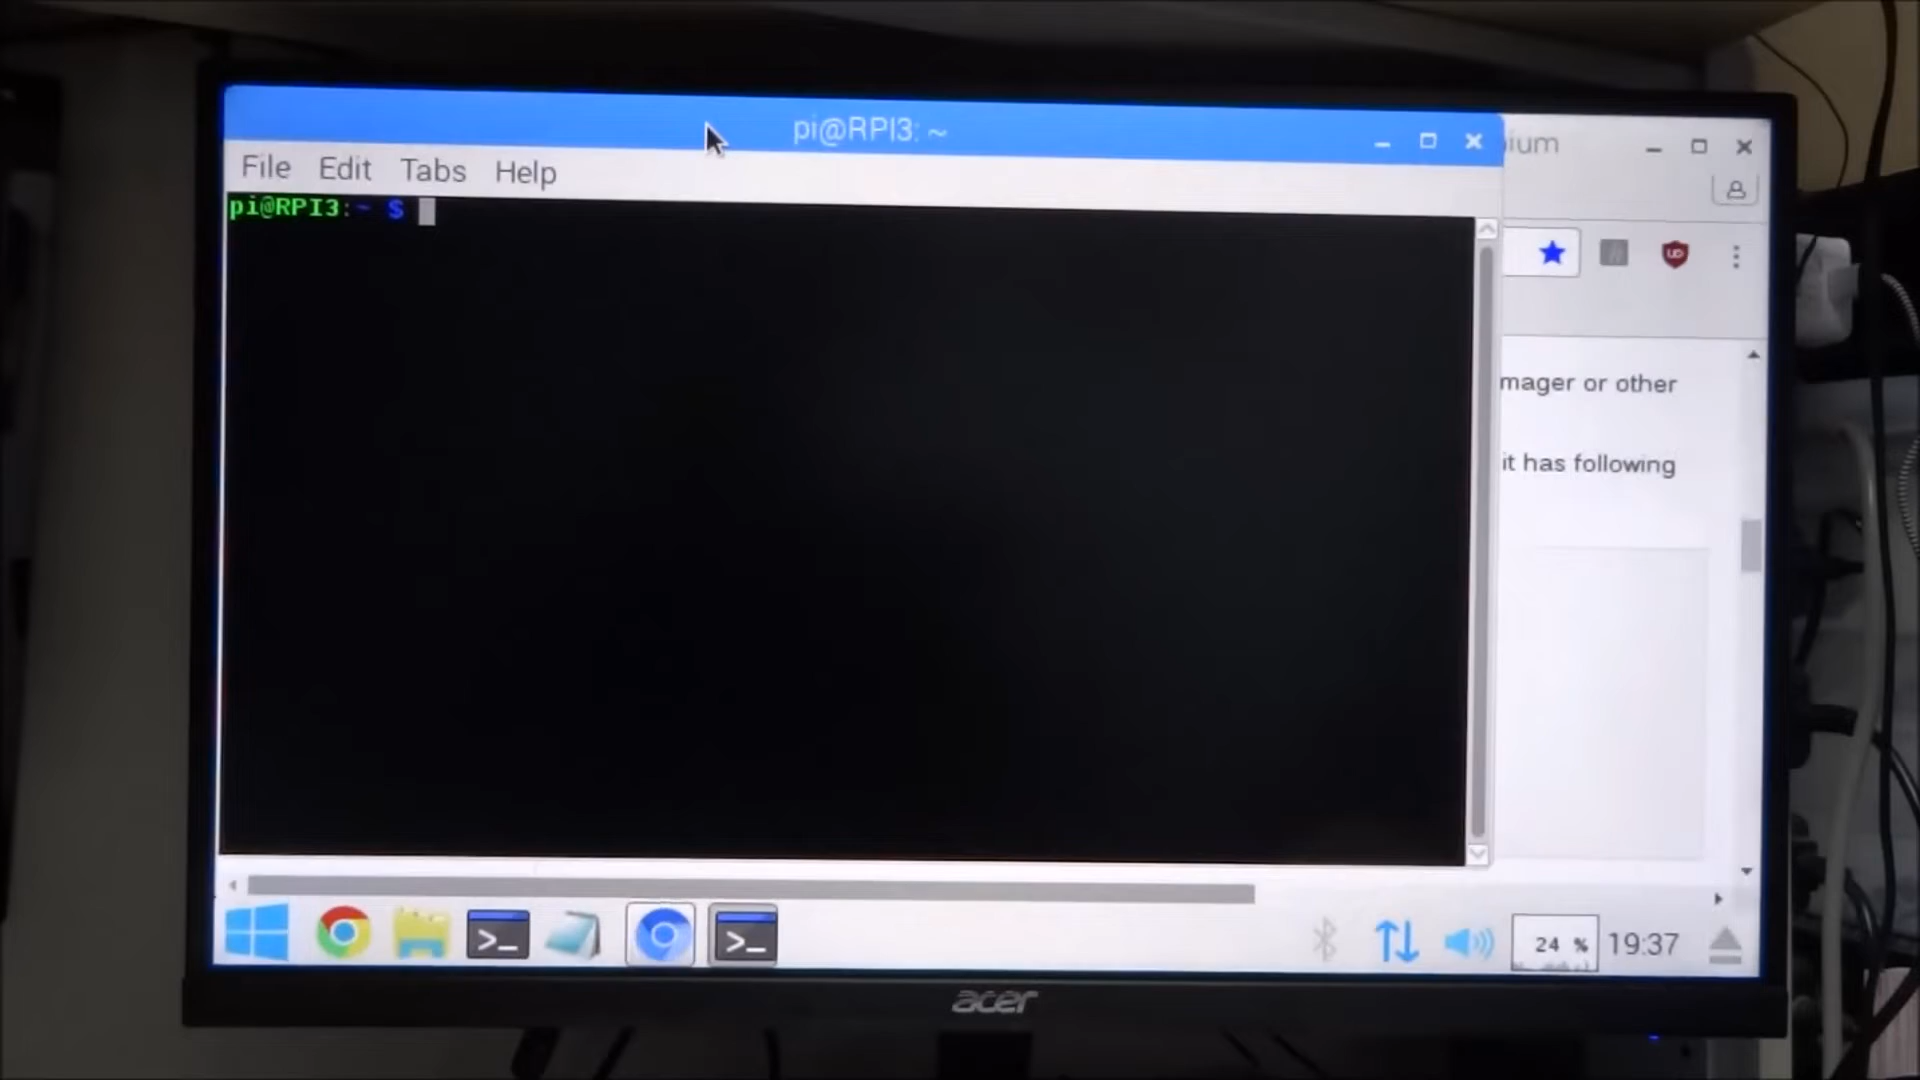 pi@RPI3: ~
ium
File Edit Tabs Help
pi@RPI3:~ $
mager or other
it has following
24 %
19:37
acer